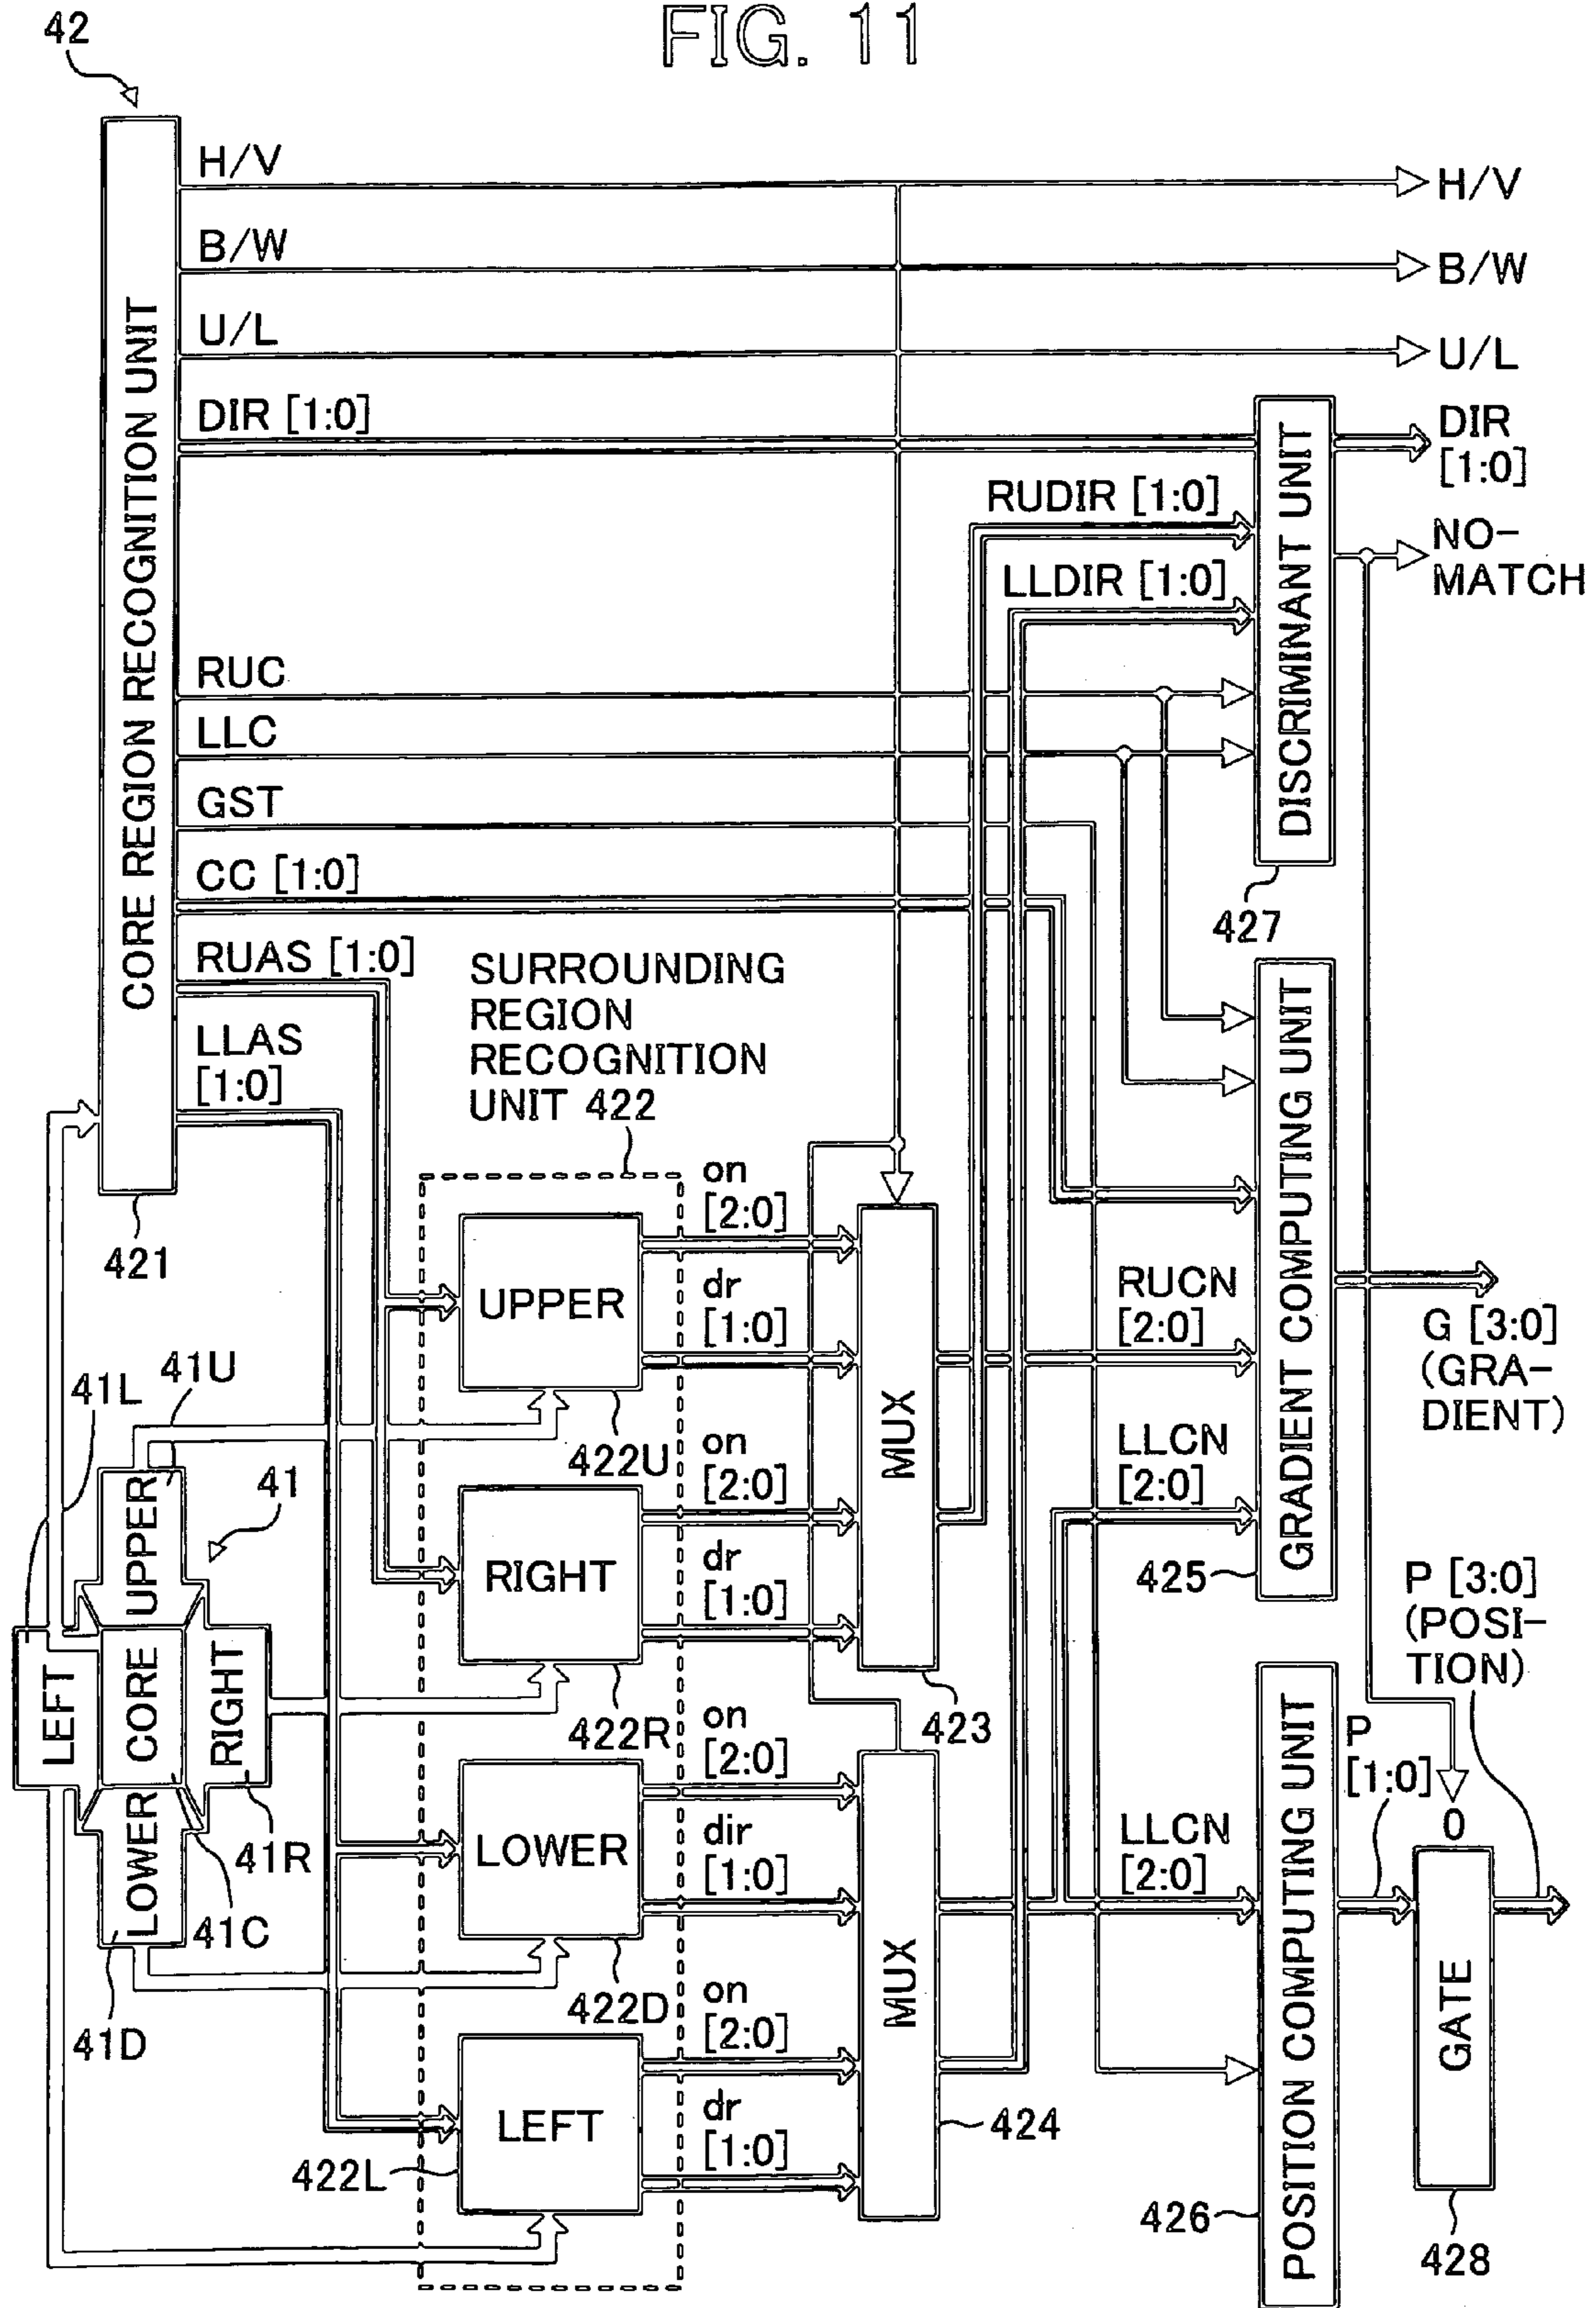 FIG. 11
42
H/V
H/V
B/W
B/W
U/L
U/L
DIR [1:0]
DIR
[1:0]
RUDIR [1:0]
NO-
MATCH
LLDIR [1:0]
CORE REGION RECOGNITION UNIT
DISCRIMINANT UNIT
RUC
LLC
GST
CC [1:0]
427
RUAS [1:0]
SURROUNDING
REGION
RECOGNITION
UNIT 422
LLAS
[1:0]
421
on
[2:0]
UPPER
dr
[1:0]
422U
on
[2:0]
RIGHT
dr
[1:0]
422R
on
[2:0]
LOWER
dir
[1:0]
422D
on
[2:0]
LEFT
dr
[1:0]
422L
MUX
423
MUX
424
RUCN
[2:0]
LLCN
[2:0]
GRADIENT COMPUTING UNIT
425
G [3:0]
(GRA-
DIENT)
P [3:0]
(POSI-
TION)
P
[1:0]
0
LLCN
[2:0]
POSITION COMPUTING UNIT
426
GATE
428
41L
41U
41
UPPER
LEFT
CORE
RIGHT
LOWER
41R
41C
41D